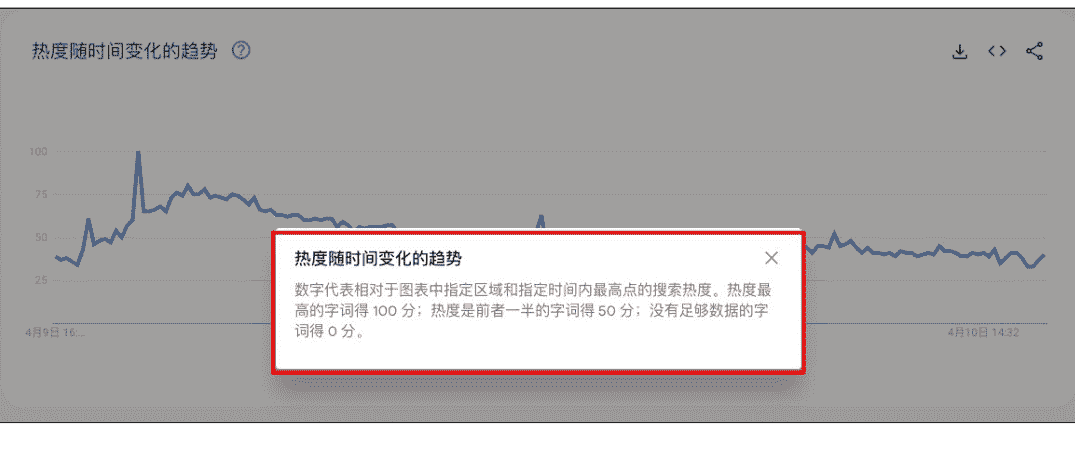 热度随时间变化的趋势
100
75
50
25
热度随时间变化的趋势
数字代表相对于图表中指定区域和指定时间内最高点的搜索热度。热度最
高的字词得 100 分；热度是前者一半的字词得 50 分；没有足够数据的字
词得 0 分。
4月9日 16:...
4月10日 14:32